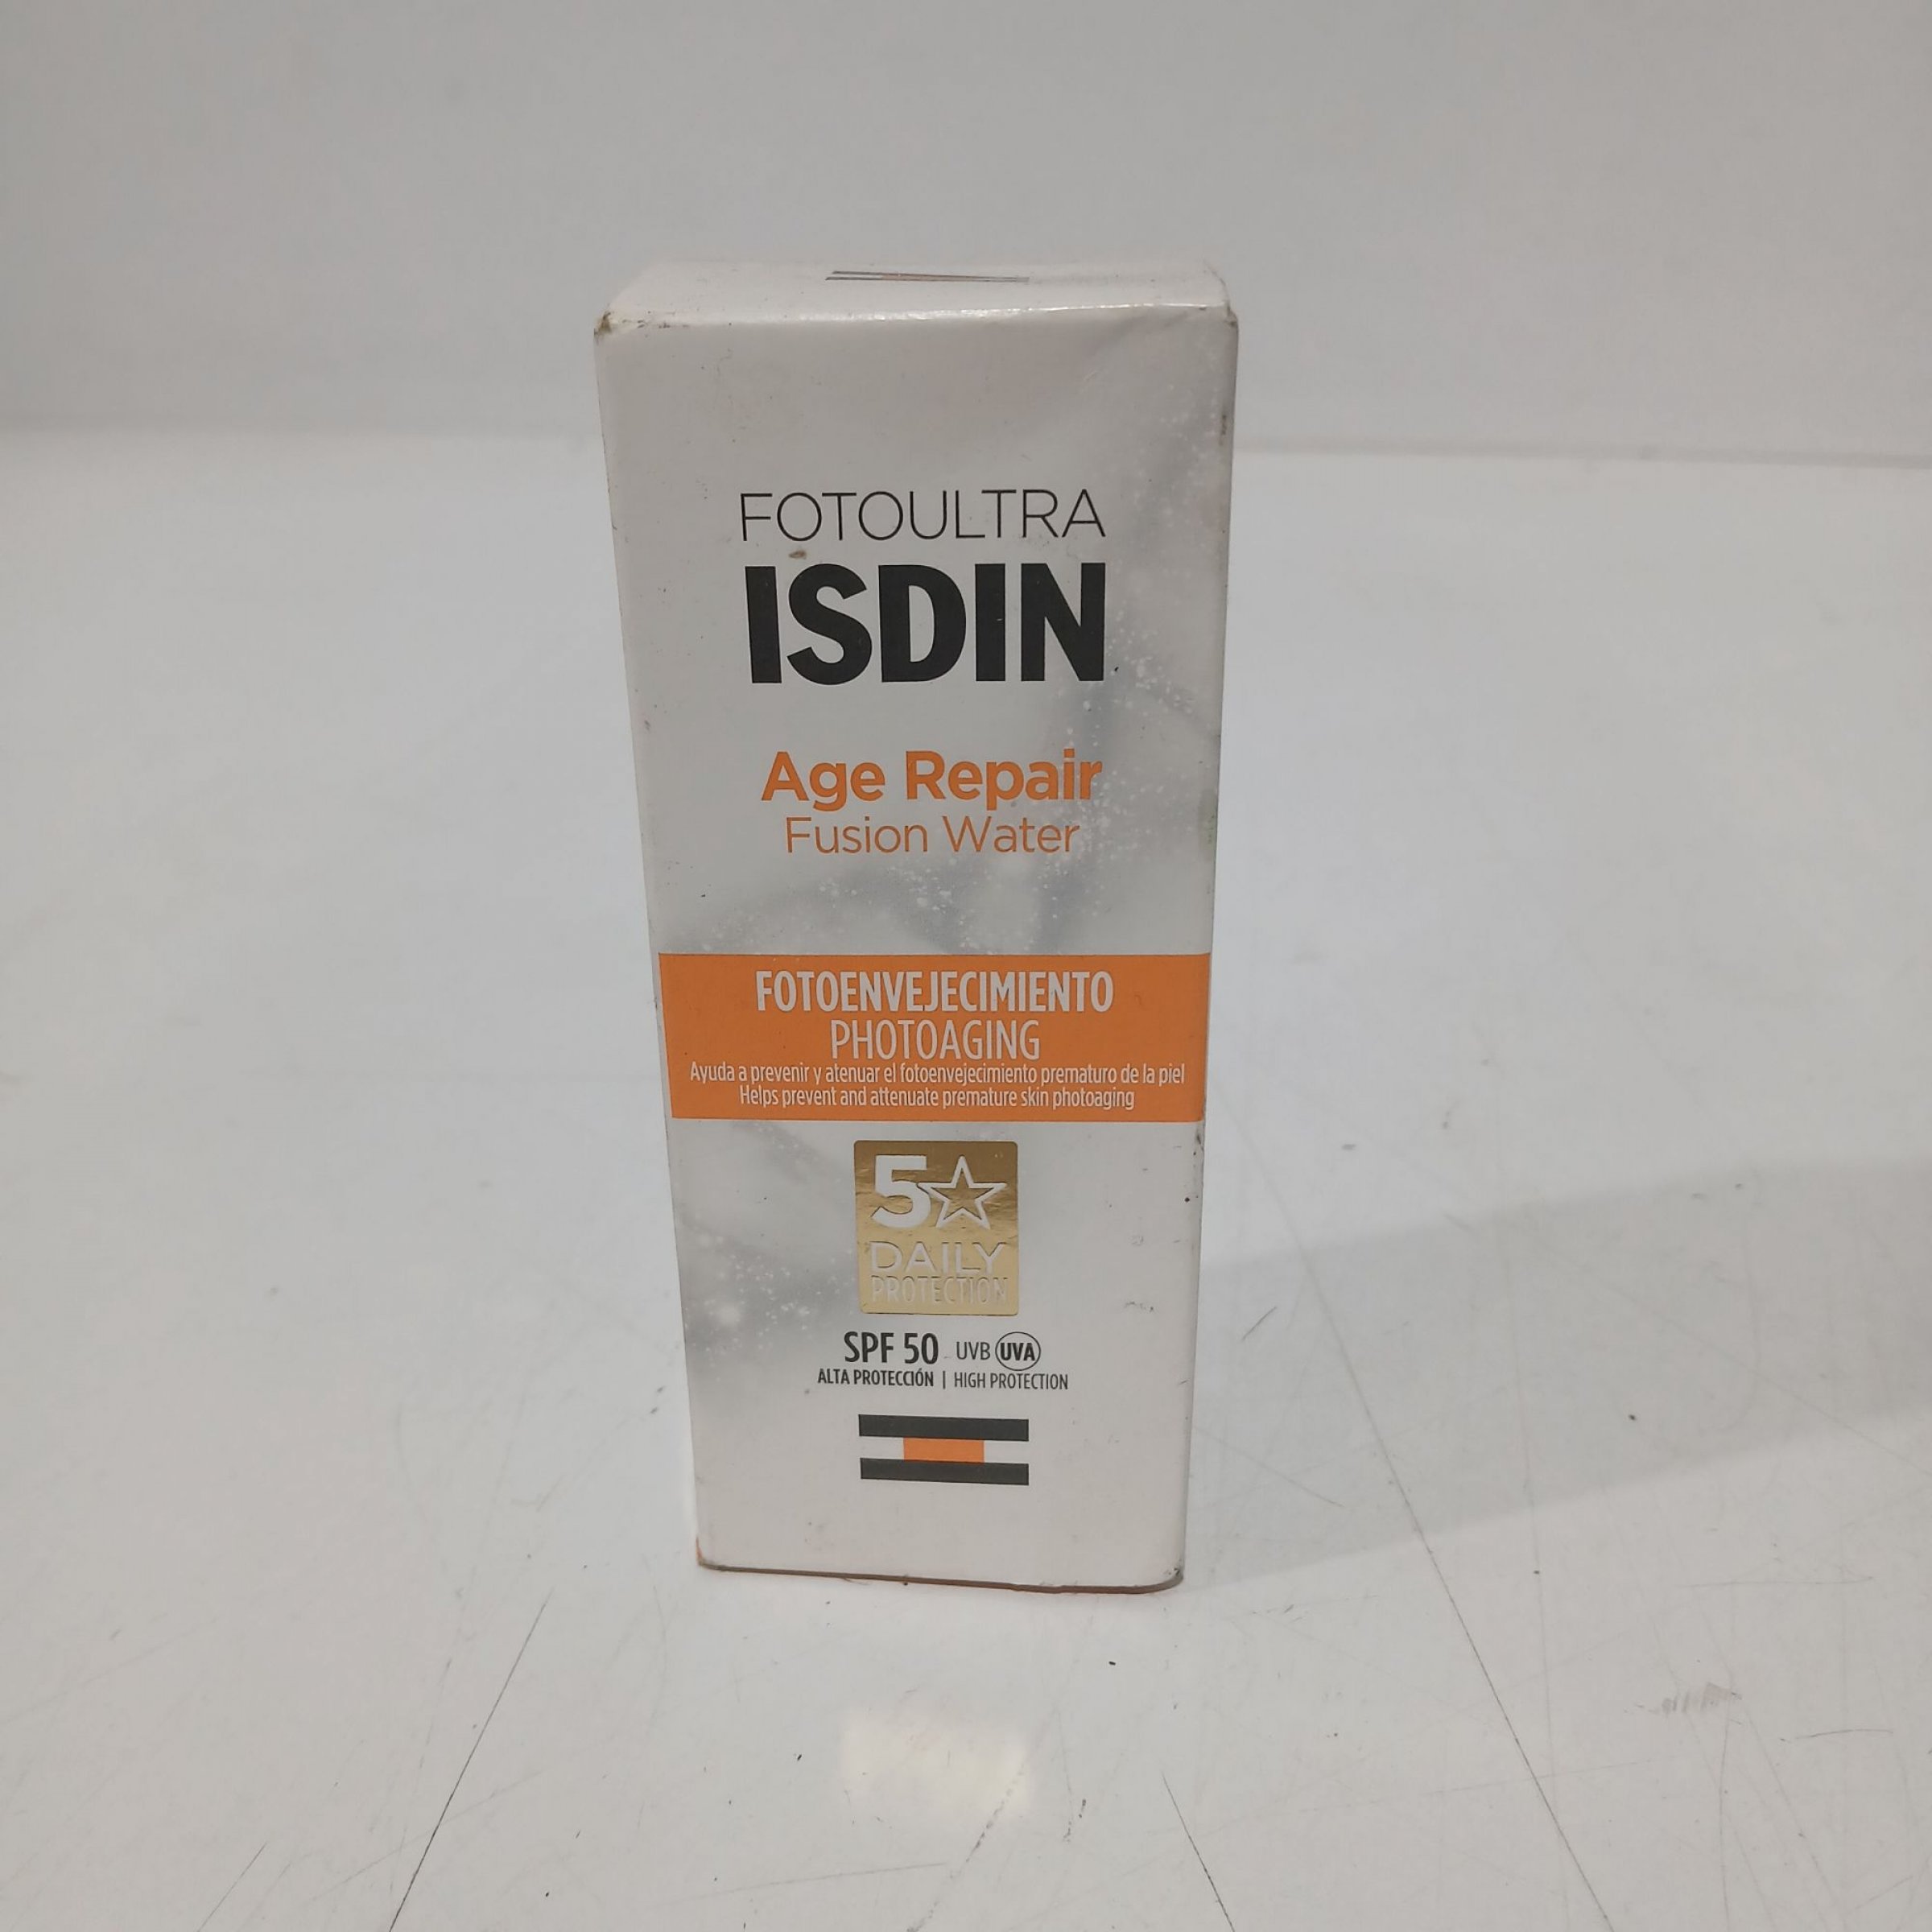 FOTOULTRA
ISDIN
Age Repair
Fusion Water
FOTOENVEJECIMIENTO
PHOTOAGING
Ayuda a prevenir y atenuar el fotoenvejecimiento prematuro de la piel
Helps prevent and attenuate premature skin photoaging
5
DAILY
PROTECTION
SPF 50 UVB UVA
ALTA PROTECCIÓN | HIGH PROTECTION